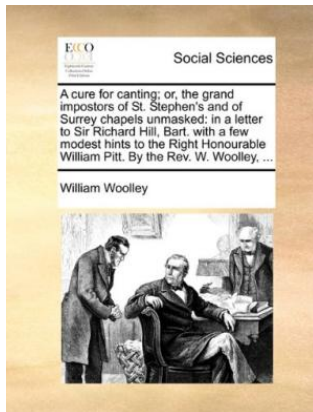 ECCO
Social Sciences
A cure for canting; or, the grand
impostors of St. Stephen's and of
Surrey chapels unmasked: in a letter
to Sir Richard Hill, Bart. with a few
modest hints to the Right Honourable
William Pitt. By the Rev. W. Woolley, ...
William Woolley